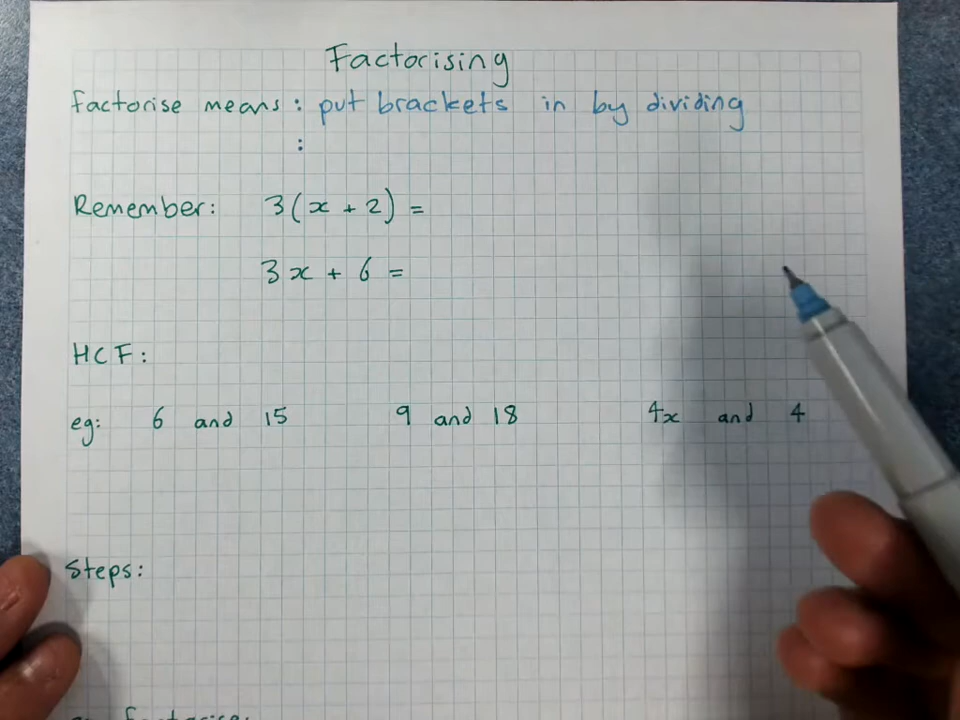 Factorising
factorise means: put brackets in by dividing
:
Remember: 3(x + 2) =
3x + 6 =
HCF:
eg: 6 and 15 9 and 18 4x and 4
Steps: